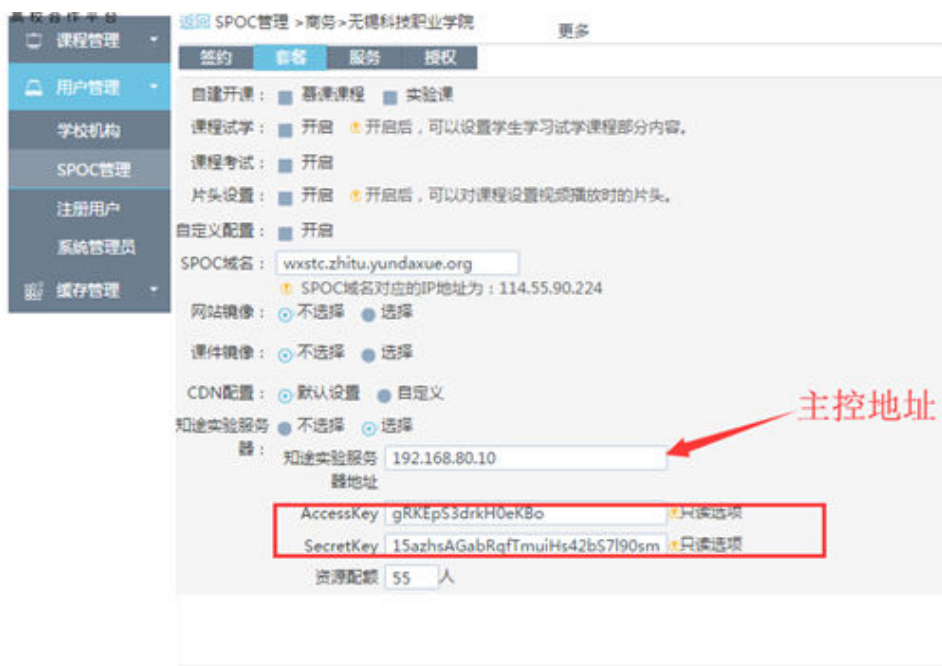 高校合作平台
返回 SPOC管理 >商务>无锡科技职业学院
更多
课程管理
用户管理
学校机构
SPOC管理
注册用户
系统管理员
缓存管理
签约 套餐 服务 授权
自建开课： 慕课课程 实验课
课程试学： 开启 开启后，可以设置学生学习试学课程部分内容。
课程考试： 开启
片头设置： 开启 开启后，可以对课程设置视频播放时的片头。
自定义配置： 开启
SPOC域名： wxstc.zhitu.yundaxue.org
SPOC域名对应的IP地址为：114.55.90.224
网站镜像： 不选择 选择
课件镜像： 不选择 选择
CDN配置： 默认设置 自定义
主控地址
知途实验服务 不选择 选择
器：
知途实验服务 192.168.80.10
器地址
AccessKey gRKEpS3drkH0eKBo 只读选项
SecretKey 15azhsAGabRqfTmuiHs42bS7l90sm 只读选项
资源配额 55 人